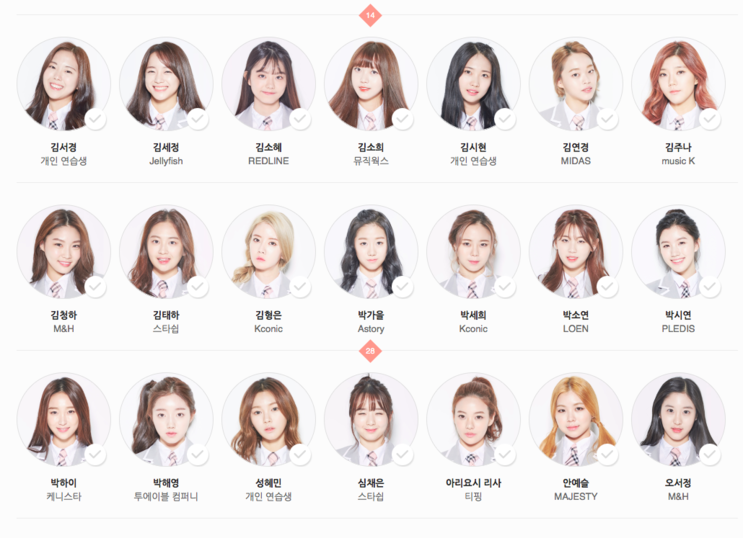 14
김서경
개인 연습생
김세정
Jellyfish
김소혜
REDLINE
김소희
뮤직웍스
김시현
개인 연습생
김연경
MIDAS
김주나
music K
김청하
M&H
김태하
스타쉽
김형은
Kconic
박가을
Astory
박세희
Kconic
박소연
LOEN
박시연
PLEDIS
28
박하이
케니스타
박해영
투에이블 컴퍼니
성혜민
개인 연습생
심채은
스타쉽
아리요시 리사
티핑
안예슬
MAJESTY
오서정
M&H